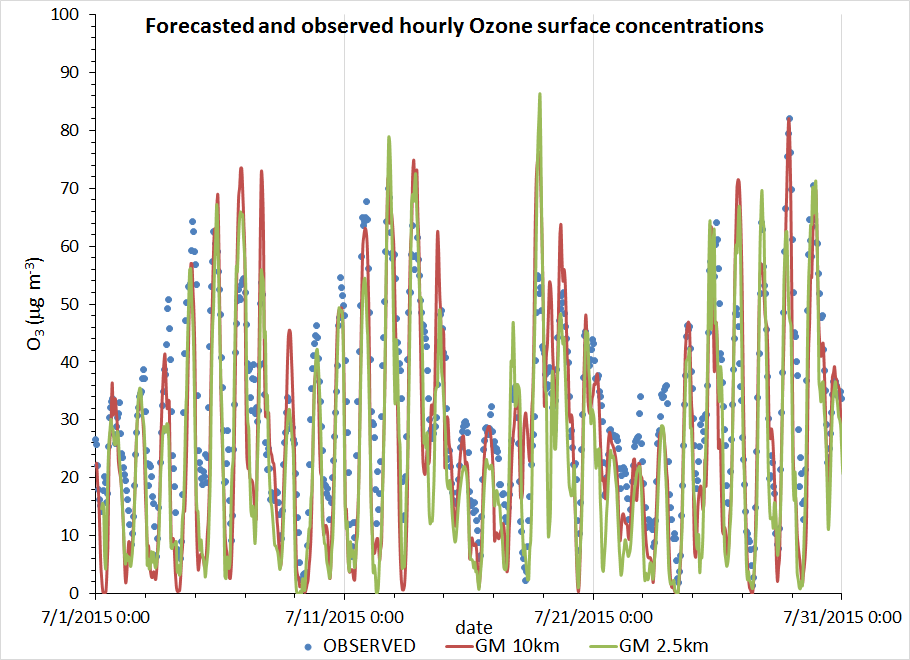 Forecasted and observed hourly Ozone surface concentrations
100
90
80
70
60
50
40
30
20
10
0
O3 (µg m-3)
7/1/2015 0:00 7/11/2015 0:00 7/21/2015 0:00 7/31/2015 0:00
date
OBSERVED GM 10km GM 2.5km